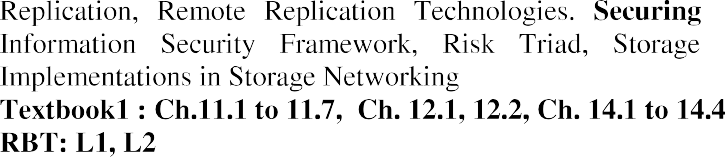 Replication, Remote Replication Technologies. Securing
Information Security Framework, Risk Triad, Storage
Implementations in Storage Networking
Textbook1 : Ch.11.1 to 11.7, Ch. 12.1, 12.2, Ch. 14.1 to 14.4
RBT: L1, L2